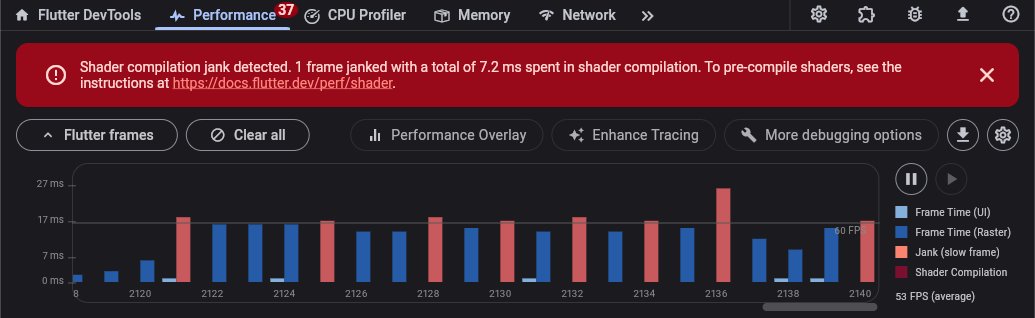 Flutter DevTools Performance 37 CPU Profiler Memory Network
Shader compilation jank detected. 1 frame janked with a total of 7.2 ms spent in shader compilation. To pre-compile shaders, see the
instructions at https://docs.flutter.dev/perf/shader.
Flutter frames Clear all Performance Overlay Enhance Tracing More debugging options
27 ms
17 ms
7 ms
0 ms
60 FPS
8 2120 2122 2124 2126 2128 2130 2132 2134 2136 2138 2140
Frame Time (UI)
Frame Time (Raster)
Jank (slow frame)
Shader Compilation
53 FPS (average)